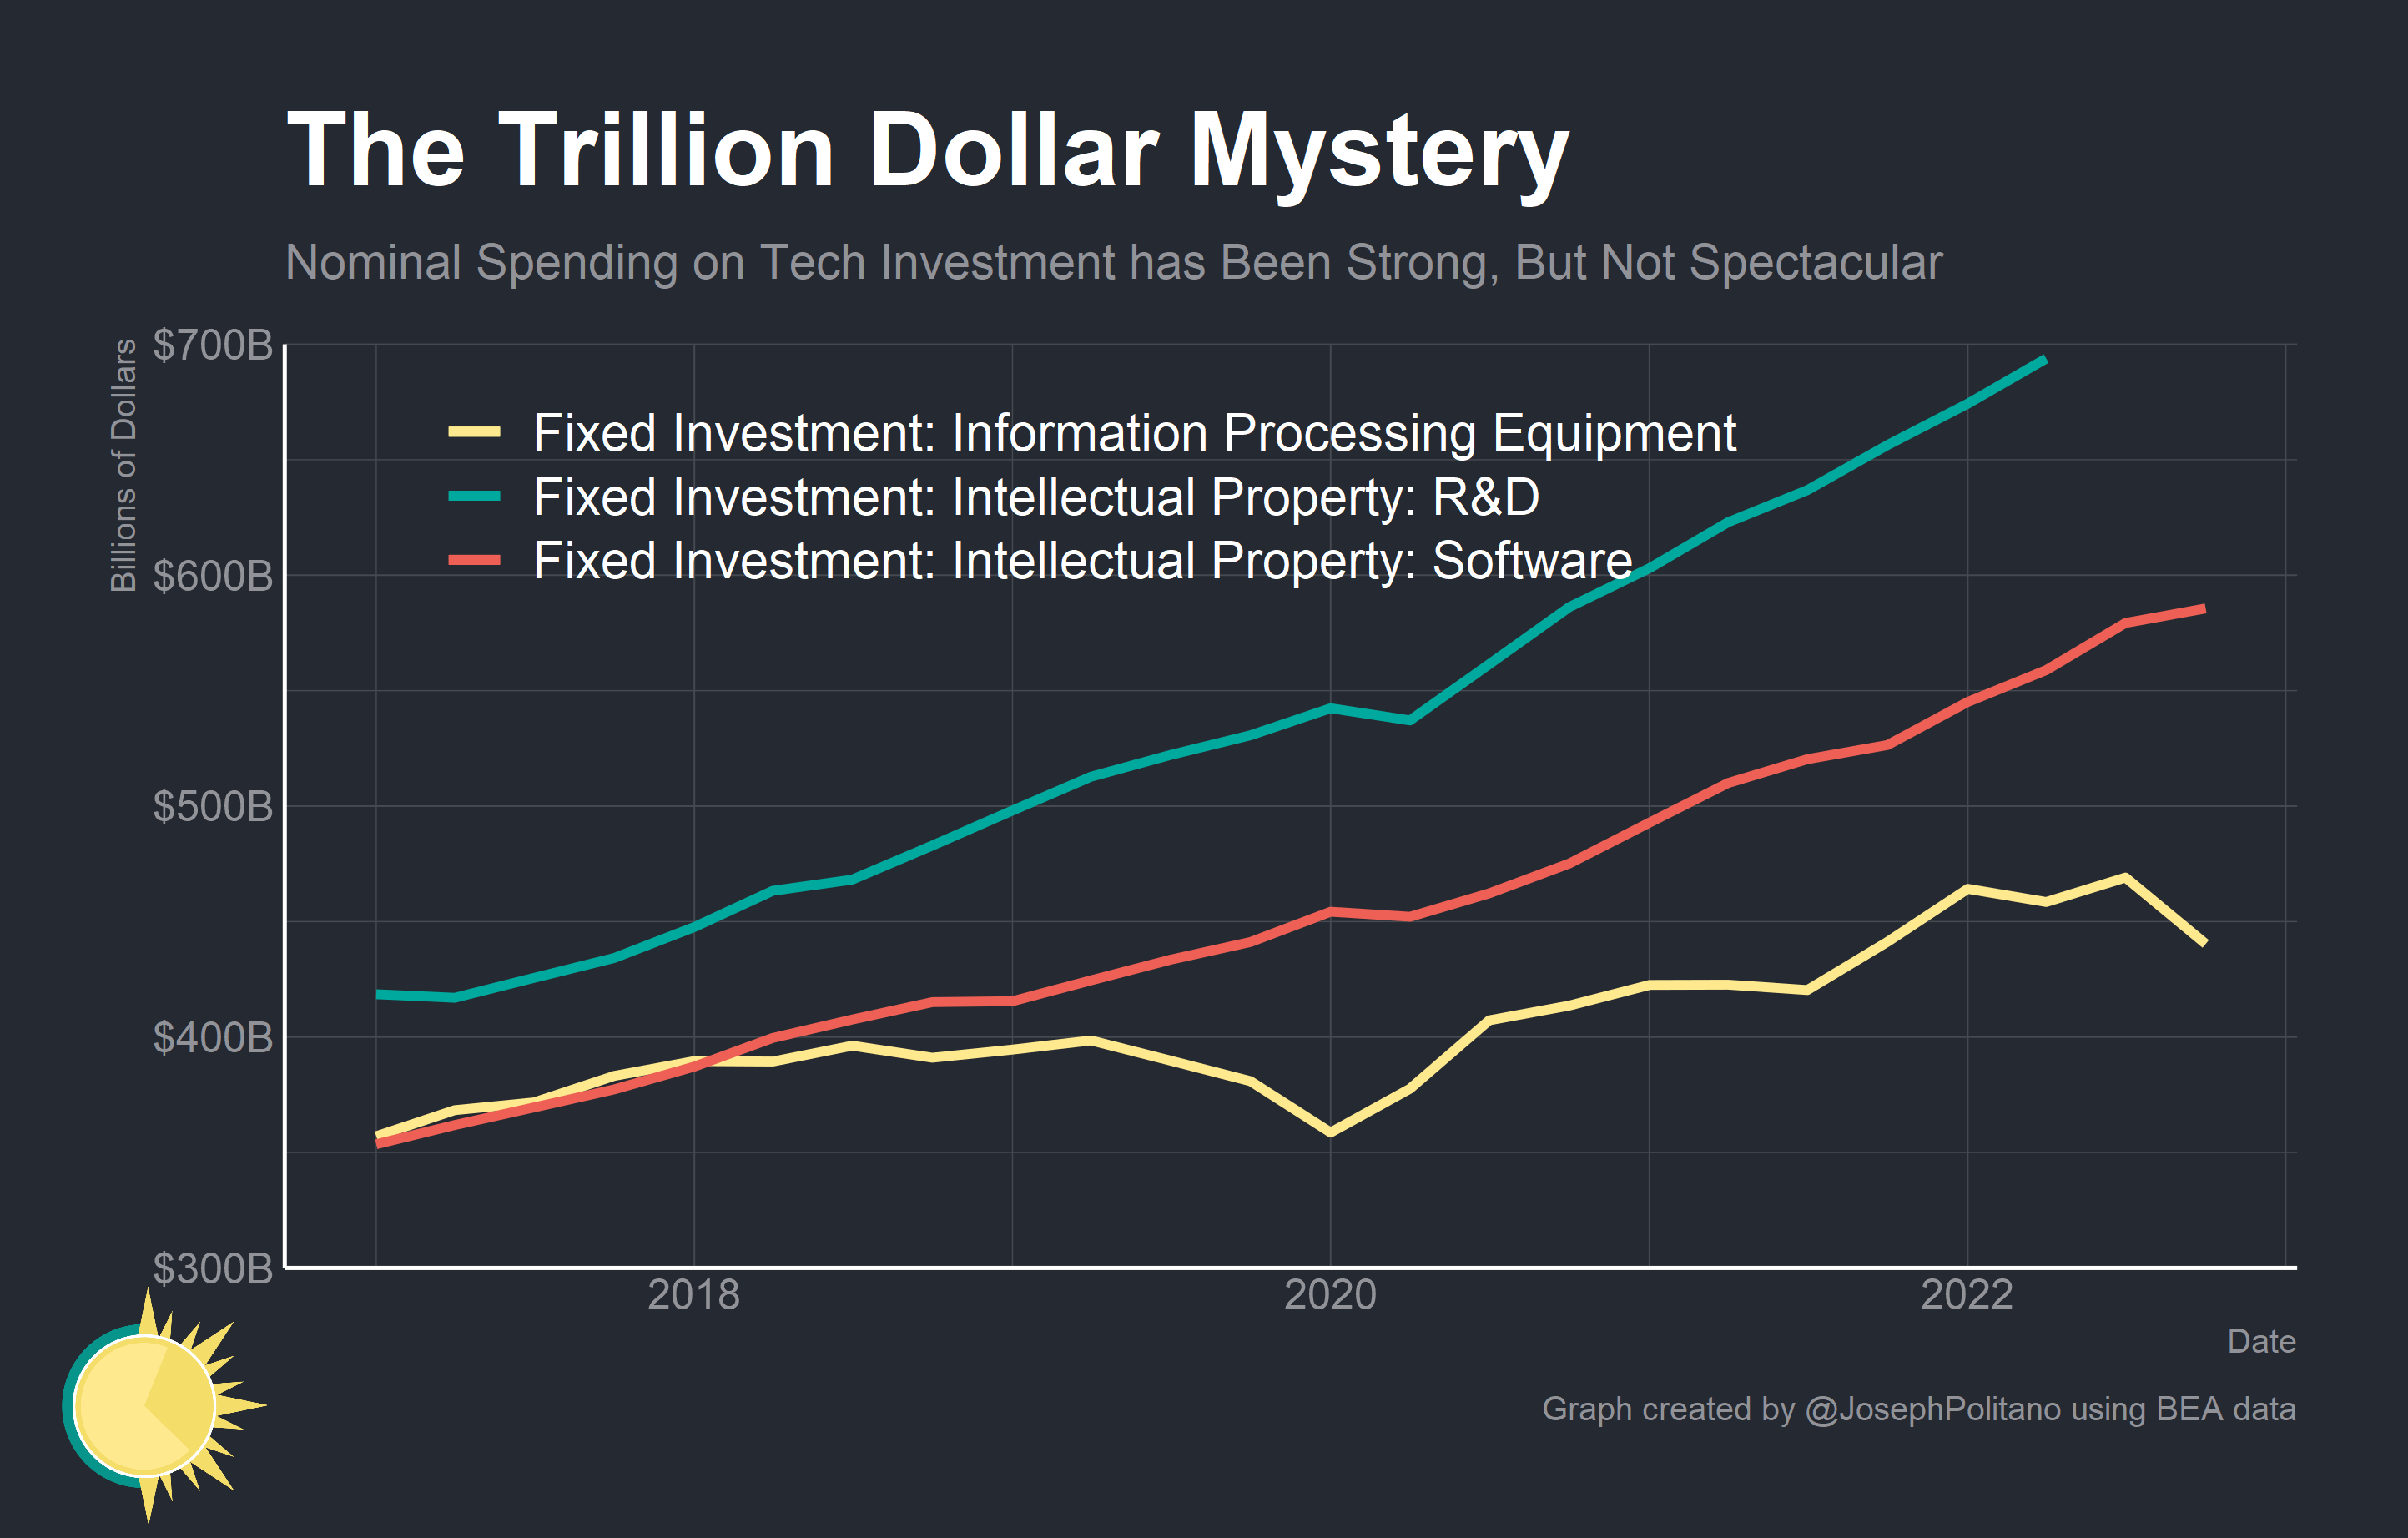 The Trillion Dollar Mystery
Nominal Spending on Tech Investment has Been Strong, But Not Spectacular
Billions of Dollars
$700B
$600B
$500B
$400B
$300B
Fixed Investment: Information Processing Equipment
Fixed Investment: Intellectual Property: R&D
Fixed Investment: Intellectual Property: Software
2018
2020
2022
Date
Graph created by @JosephPolitano using BEA data